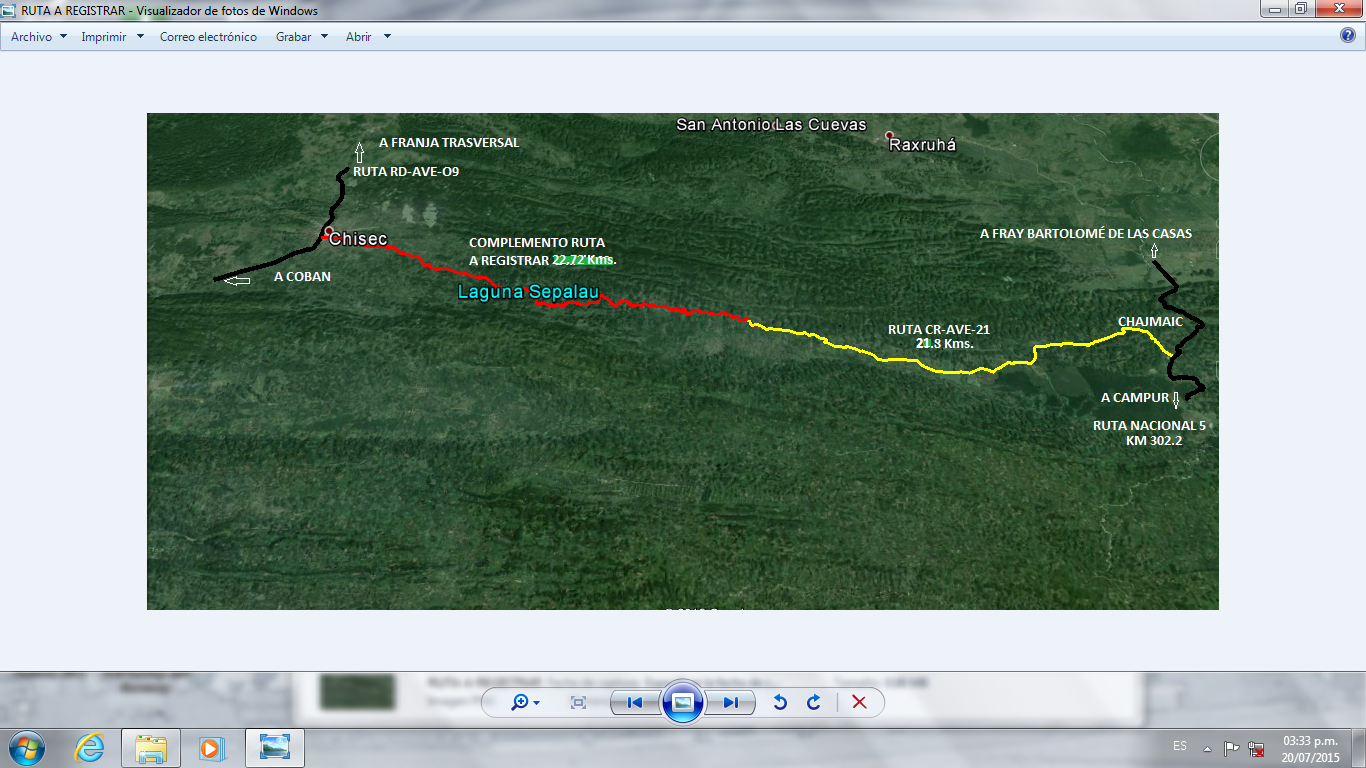 RUTA A REGISTRAR - Visualizador de fotos de Windows
Archivo Imprimir Correo electrónico Grabar Abrir
San Antonio Las Cuevas
Raxruhá
A FRANJA TRASVERSAL
RUTA RD-AVE-O9
Chisec
A COBAN
COMPLEMENTO RUTA
A REGISTRAR 22.72 Kms.
Laguna Sepalau
A FRAY BARTOLOMÉ DE LAS CASAS
CHAJMAIC
RUTA CR-AVE-21
21.8 Kms.
A CAMPUR
RUTA NACIONAL 5
KM 302.2
ES
03:33 p.m.
20/07/2015